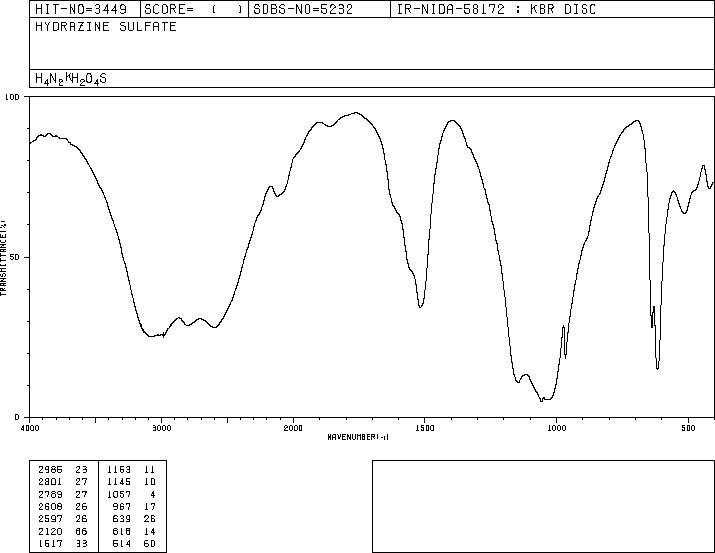 HIT-NO=3449 SCORE= ( ) SDBS-NO=5232 IR-NIDA-58172 : KBR DISC
HYDRAZINE SULFATE
H4N2KH2O4S
100
50
0
TRANSMITTANCE(%)
4000 3000 2000 1500 1000 500
WAVENUMBER(-1)
2986 23 1153 11
2801 27 1145 10
2789 27 1057 4
2608 26 967 17
2597 26 639 26
2120 66 618 14
1517 33 514 60